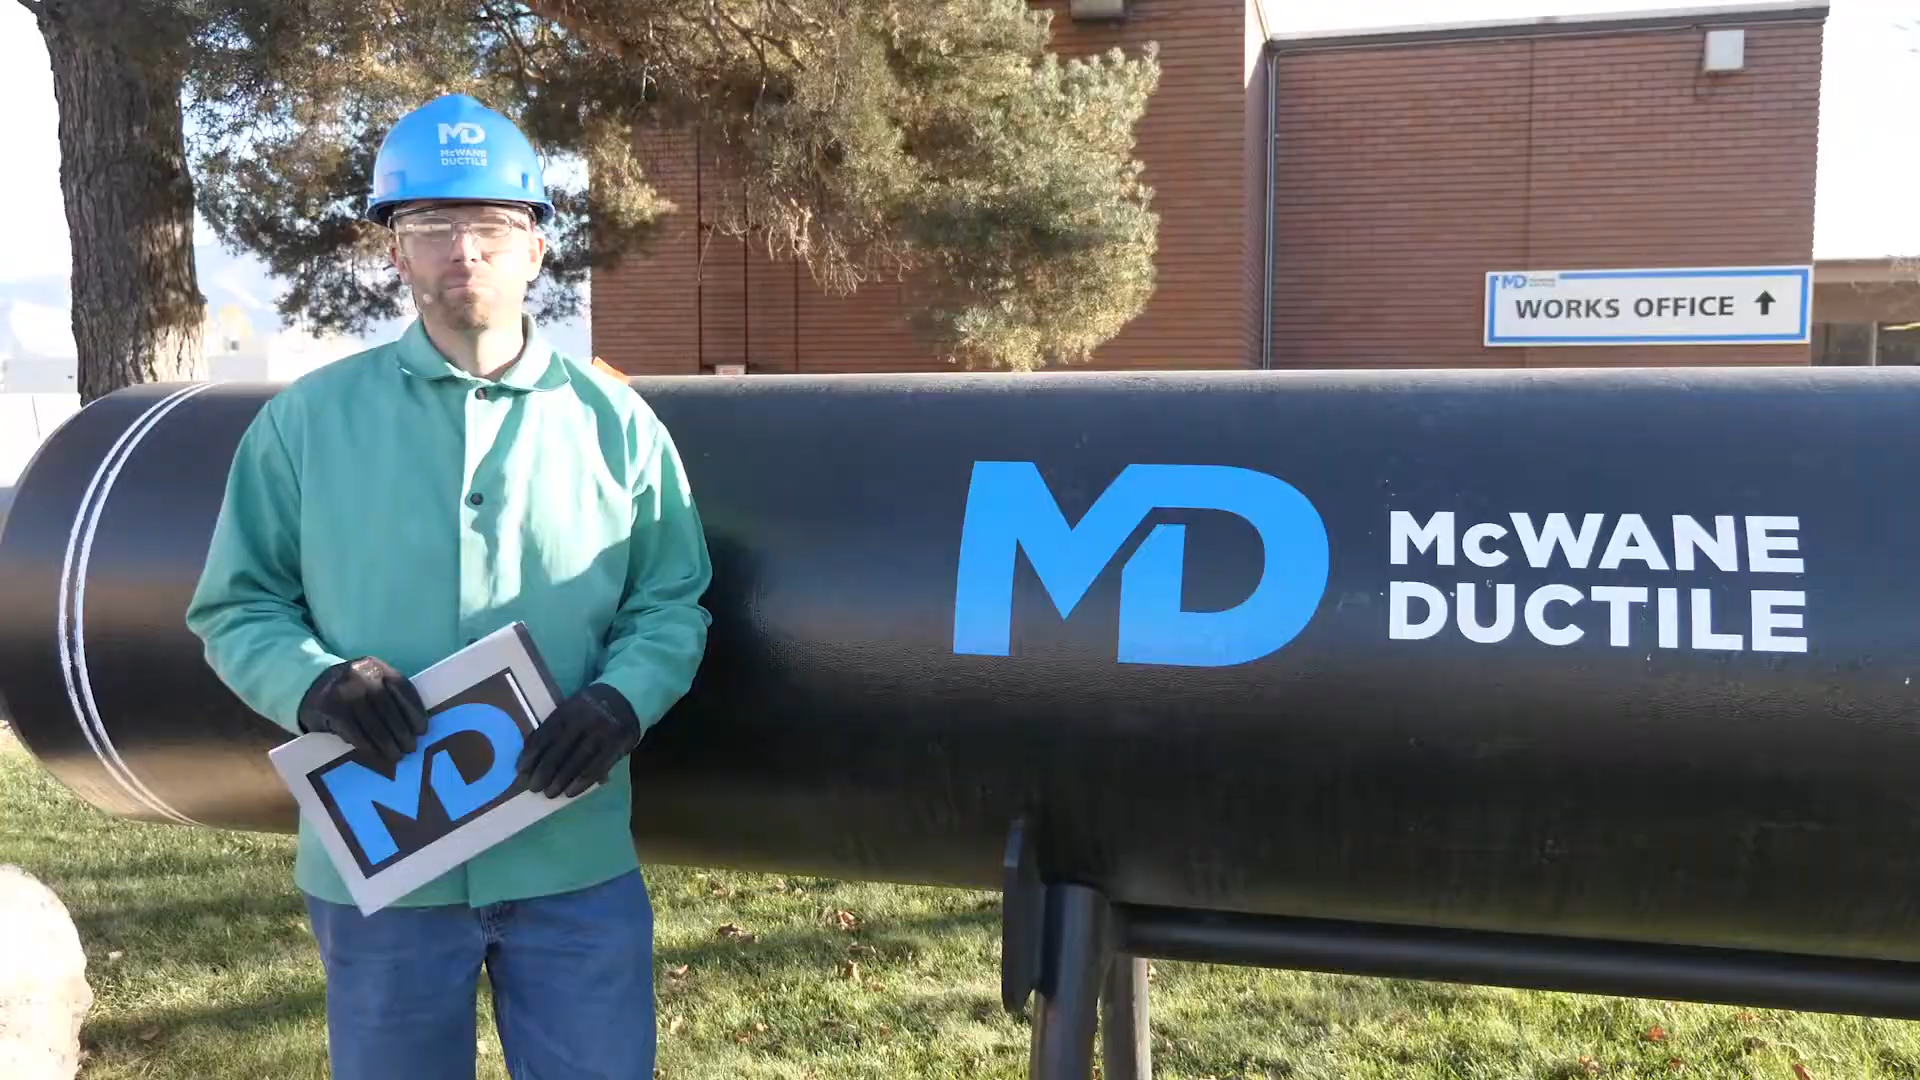 MD
McWANE
DUCTILE
MD
WORKS OFFICE
MD
McWANE
DUCTILE
MD